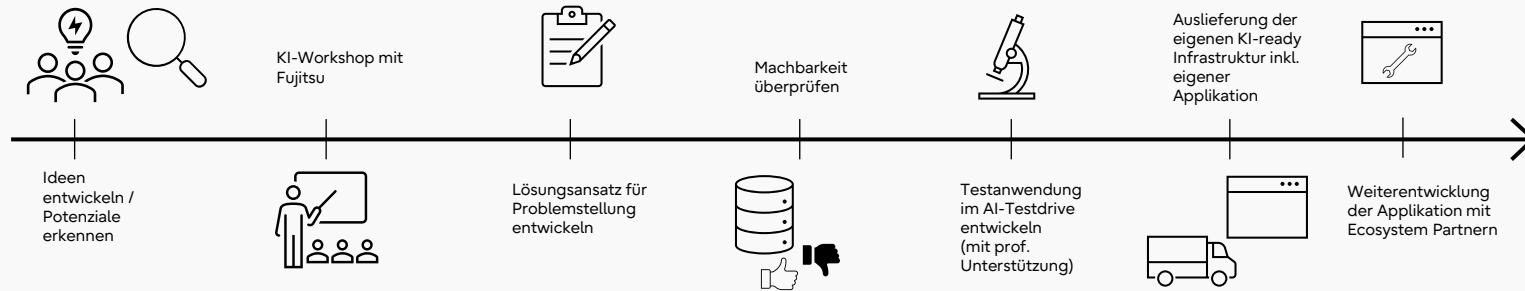 Ideen
entwickeln /
Potenziale
erkennen
KI-Workshop mit
Fujitsu
Lösungsansatz für
Problemstellung
entwickeln
Machbarkeit
überprüfen
Testanwendung
im AI-Testdrive
entwickeln
(mit prof.
Unterstützung)
Auslieferung der
eigenen KI-ready
Infrastruktur inkl.
eigener
Applikation
Weiterentwicklung
der Applikation mit
Ecosystem Partnern